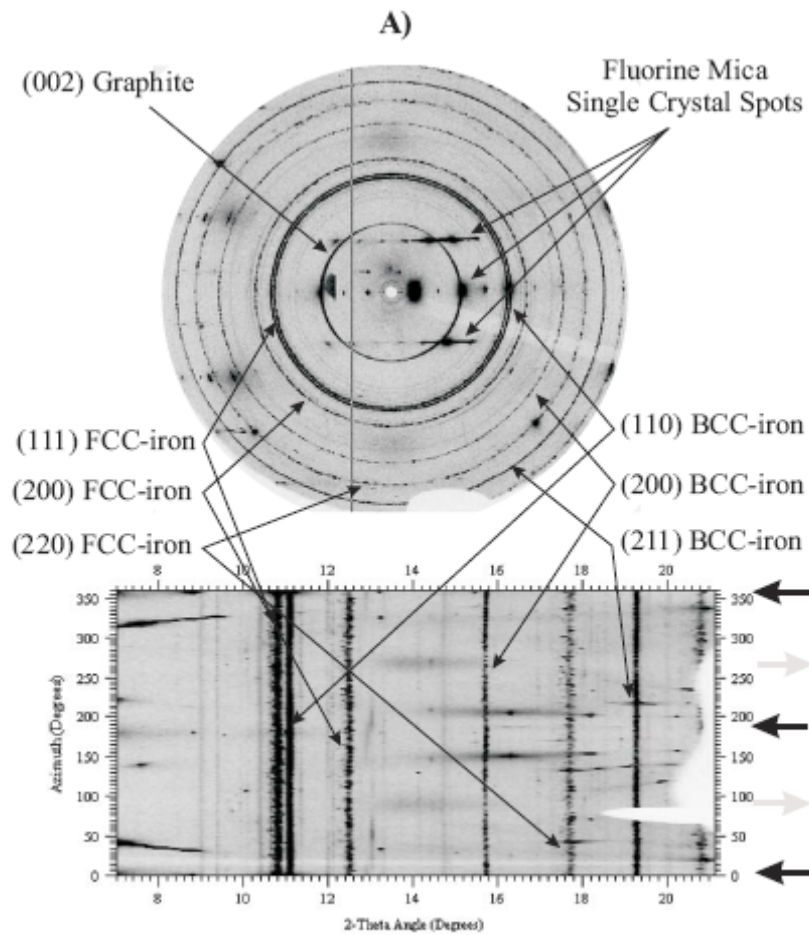 A)
(002) Graphite
Fluorine Mica
Single Crystal Spots
(111) FCC-iron
(200) FCC-iron
(220) FCC-iron
(110) BCC-iron
(200) BCC-iron
(211) BCC-iron
8 10 12 14 16 18 20
350
300
250
200
150
100
50
0
Azimuth (Degrees)
350
300
250
200
150
100
50
0
8 10 12 14 16 18 20
2-Theta Angle (Degrees)